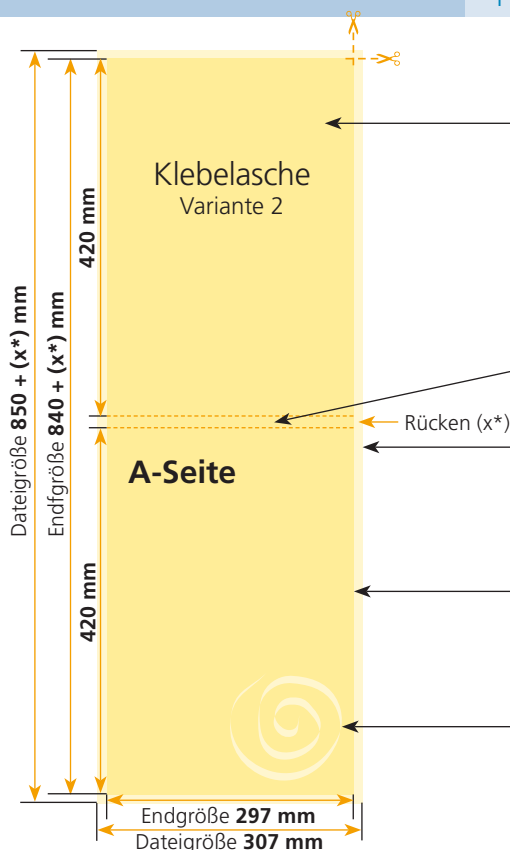 Klebelasche
Variante 2
420 mm
Dateigröße 850 + (x*) mm
Endfgröße 840 + (x*) mm
Rücken (x*)
A-Seite
420 mm
Endgröße 297 mm
Dateigröße 307 mm